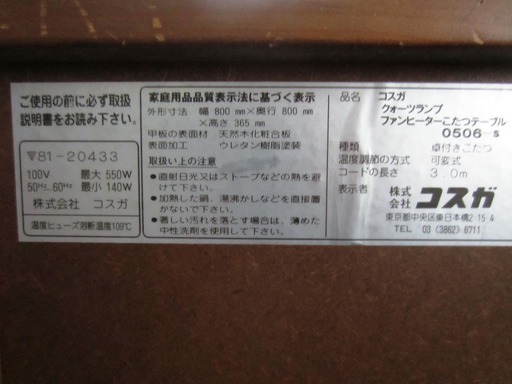 ご使用の前に必ず取扱
説明書をお読み下さい。
▽81-20433
100V 最大 550W
50Hz-60Hz 最小 140W
株式会社 コスガ
温度ヒューズ溶断温度109℃
家庭用品品質表示法に基づく表示
外形寸法 幅 800 mm×奥行 800 mm
×高さ 365 mm
甲板の表面材 天然木化粧合板
表面加工 ウレタン樹脂塗装
取扱い上の注意
●直射日光又はストーブなどの熱を避
けて下さい。
●加熱した鍋、湯沸かしなどを直接置
かないで下さい。
●著しい汚れを落とす場合は、薄めた
中性洗剤を使用して下さい。
品名 コスガ
クォーツランプ
ファンヒーターこたつテーブル
0506-S
種類 卓付きこたつ
温度調節の方式 可変式
コードの長さ 3.0m
表示者 株式会社 コスガ
東京都中央区東日本橋2-15-4
TEL 03 (3862) 6711